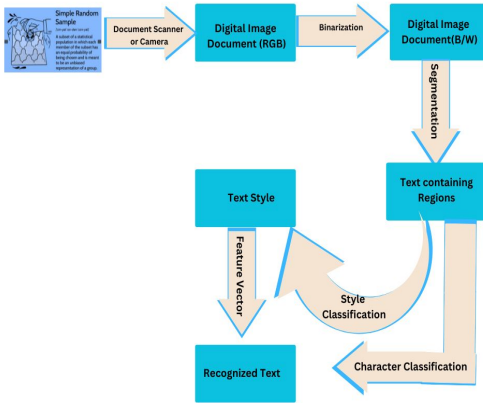 Simple Random
Sample
A subset of a statistical
population in which each
member of the subset has
an equal probability of
being chosen and is meant
to be an unbiased
representation of a group.
Document Scanner
or Camera
Digital Image
Document (RGB)
Binarization
Digital Image
Document(B/W)
Segmentation
Text containing
Regions
Text Style
Style
Classification
Feature Vector
Recognized Text
Character Classification